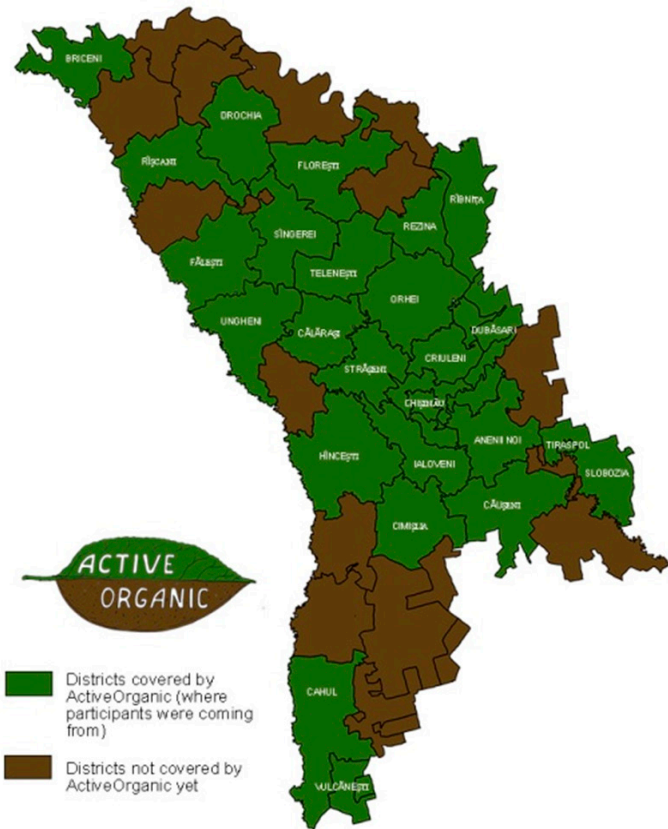 BRICENI
DROCHIA
RÎŞCANI
FLOREŞTI
RÎBNIŢA
REZINA
SÎNGEREI
FĂLEŞTI
TELENEŞTI
ORHEI
UNGHENI
DUBĂSARI
CĂLĂRAŞI
CRIULENI
STRĂŞENI
CHIŞINĂU
ANENII NOI
TIRASPOL
HÎNCEŞTI
IALOVENI
SLOBOZIA
CĂUŞENI
CIMIŞLIA
ACTIVE
ORGANIC
Districts covered by
ActiveOrganic (where
participants were coming
from)
CAHUL
Districts not covered by
ActiveOrganic yet
VULCĂNEŞTI